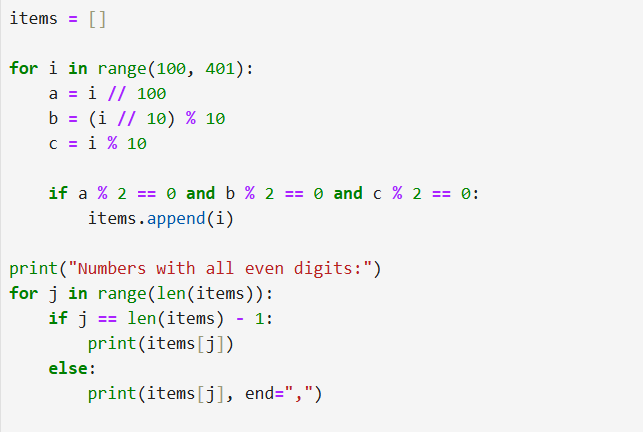 items = []

for i in range(100, 401):
    a = i // 100
    b = (i // 10) % 10
    c = i % 10

    if a % 2 == 0 and b % 2 == 0 and c % 2 == 0:
        items.append(i)

print("Numbers with all even digits:")
for j in range(len(items)):
    if j == len(items) - 1:
        print(items[j])
    else:
        print(items[j], end=",")